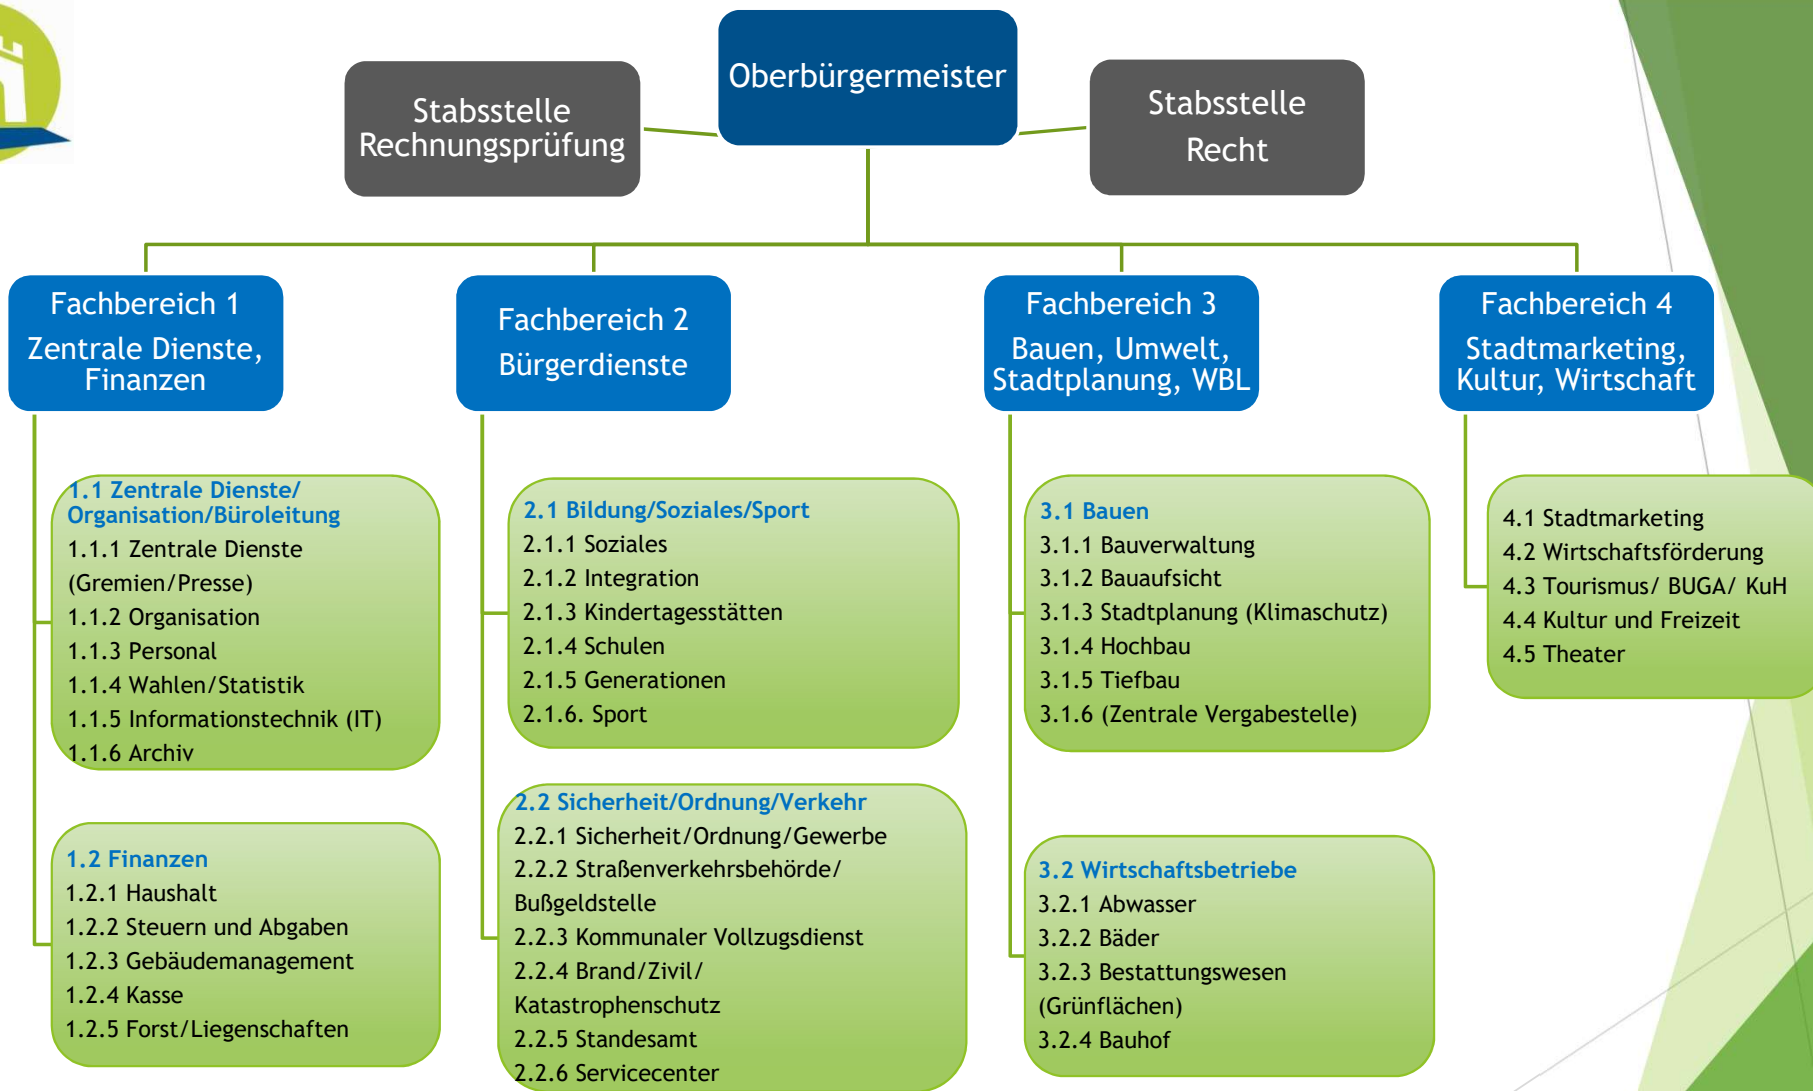 Oberbürgermeister
Stabsstelle
Rechnungsprüfung
Stabsstelle
Recht
Fachbereich 1
Zentrale Dienste,
Finanzen
Fachbereich 2
Bürgerdienste
Fachbereich 3
Bauen, Umwelt,
Stadtplanung, WBL
Fachbereich 4
Stadtmarketing,
Kultur, Wirtschaft
1.1 Zentrale Dienste/
Organisation/Büroleitung
1.1.1 Zentrale Dienste
(Gremien/Presse)
1.1.2 Organisation
1.1.3 Personal
1.1.4 Wahlen/Statistik
1.1.5 Informationstechnik (IT)
1.1.6 Archiv
1.2 Finanzen
1.2.1 Haushalt
1.2.2 Steuern und Abgaben
1.2.3 Gebäudemanagement
1.2.4 Kasse
1.2.5 Forst/Liegenschaften
2.1 Bildung/Soziales/Sport
2.1.1 Soziales
2.1.2 Integration
2.1.3 Kindertagesstätten
2.1.4 Schulen
2.1.5 Generationen
2.1.6. Sport
2.2 Sicherheit/Ordnung/Verkehr
2.2.1 Sicherheit/Ordnung/Gewerbe
2.2.2 Straßenverkehrsbehörde/
Bußgeldstelle
2.2.3 Kommunaler Vollzugsdienst
2.2.4 Brand/Zivil/
Katastrophenschutz
2.2.5 Standesamt
2.2.6 Servicecenter
3.1 Bauen
3.1.1 Bauverwaltung
3.1.2 Bauaufsicht
3.1.3 Stadtplanung (Klimaschutz)
3.1.4 Hochbau
3.1.5 Tiefbau
3.1.6 (Zentrale Vergabestelle)
3.2 Wirtschaftsbetriebe
3.2.1 Abwasser
3.2.2 Bäder
3.2.3 Bestattungswesen
(Grünflächen)
3.2.4 Bauhof
4.1 Stadtmarketing
4.2 Wirtschaftsförderung
4.3 Tourismus/ BUGA/ KuH
4.4 Kultur und Freizeit
4.5 Theater